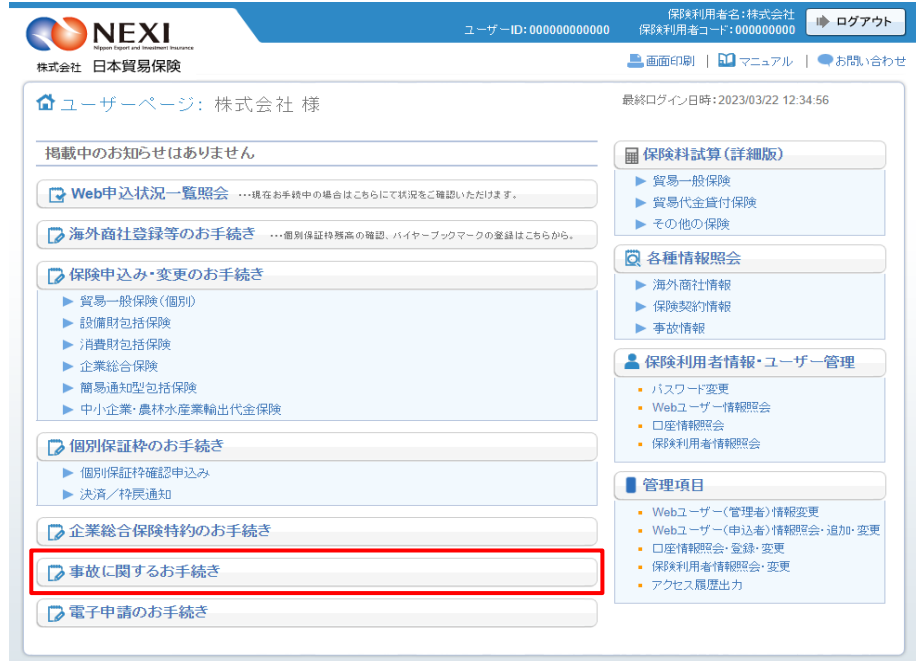 NEXI
Nippon Export and Investment Insurance
株式会社 日本貿易保険
ユーザーID:000000000000
保険利用者名:株式会社
保険利用者コード:000000000
ログアウト
画面印刷 | マニュアル | お問い合わせ
ユーザーページ: 株式会社 様
最終ログイン日時:2023/03/22 12:34:56
掲載中のお知らせはありません
Web申込状況一覧照会 …現在お手続中の場合はこちらにて状況をご確認いただけます。
海外商社登録等のお手続き …個別保証枠残高の確認、バイヤーブックマークの登録はこちらから。
保険申込み・変更のお手続き
貿易一般保険(個別)
設備財包括保険
消費財包括保険
企業総合保険
簡易通知型包括保険
中小企業・農林水産業輸出代金保険
個別保証枠のお手続き
個別保証枠確認申込み
決済/枠戻通知
企業総合保険特約のお手続き
事故に関するお手続き
電子申請のお手続き
保険料試算(詳細版)
貿易一般保険
貿易代金貸付保険
その他の保険
各種情報照会
海外商社情報
保険契約情報
事故情報
保険利用者情報・ユーザー管理
パスワード変更
Webユーザー情報照会
口座情報照会
保険利用者情報照会
管理項目
Webユーザー(管理者)情報変更
Webユーザー(申込者)情報照会・追加・変更
口座情報照会・登録・変更
保険利用者情報照会・変更
アクセス履歴出力